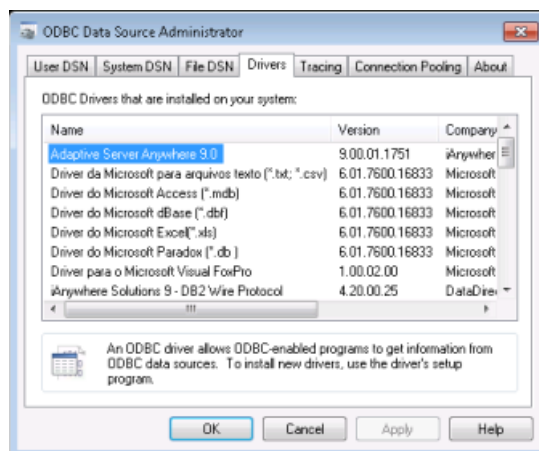 ODBC Data Source Administrator
User DSN System DSN File DSN Drivers Tracing Connection Pooling About
ODBC Drivers that are installed on your system:
Name Version Company
Adaptive Server Anywhere 9.0 9.00.01.1751 iAnywher
Driver da Microsoft para arquivos texto (*.txt; *.csv) 6.01.7600.16833 Microsoft
Driver do Microsoft Access (*.mdb) 6.01.7600.16833 Microsoft
Driver do Microsoft dBase (*.dbf) 6.01.7600.16833 Microsoft
Driver do Microsoft Excel(*.xls) 6.01.7600.16833 Microsoft
Driver do Microsoft Paradox (*.db ) 6.01.7600.16833 Microsoft
Driver para o Microsoft Visual FoxPro 1.00.02.00 Microsoft
iAnywhere Solutions 9 - DB2 Wire Protocol 4.20.00.25 DataDire
An ODBC driver allows ODBC-enabled programs to get information from
ODBC data sources. To install new drivers, use the driver's setup
program.
OK Cancel Apply Help